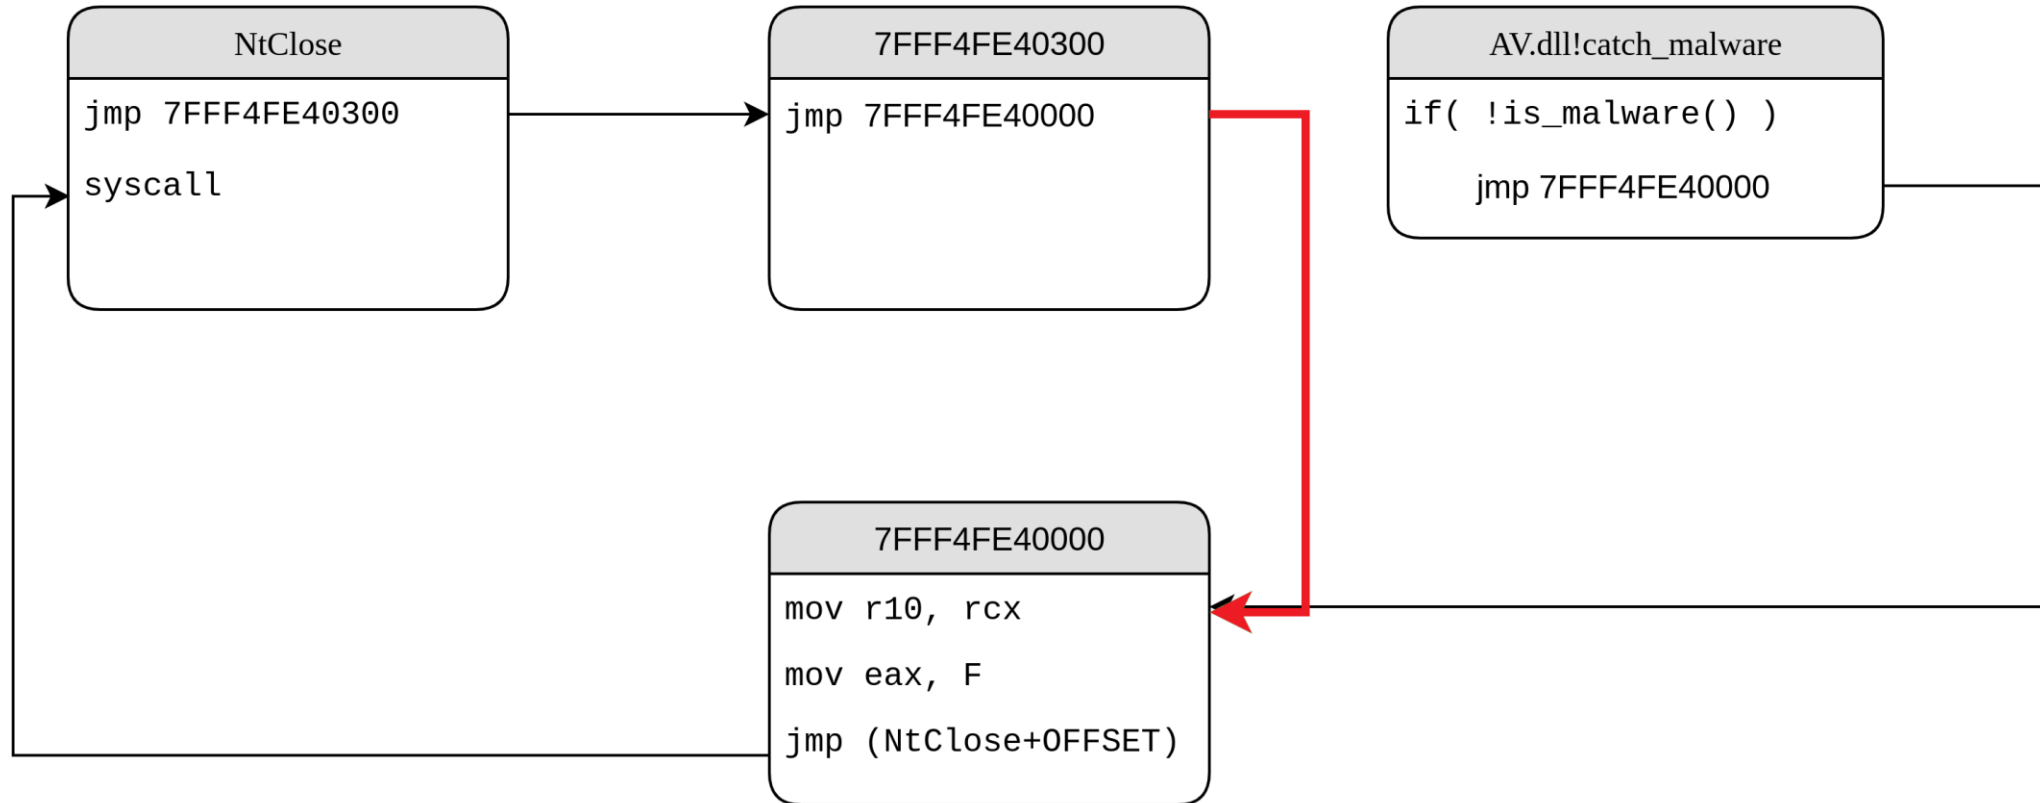 NtClose
jmp 7FFF4FE40300
syscall
7FFF4FE40300
jmp 7FFF4FE40000
AV.dll!catch_malware
if( !is_malware() )
jmp 7FFF4FE40000
7FFF4FE40000
mov r10, rcx
mov eax, F
jmp (NtClose+OFFSET)